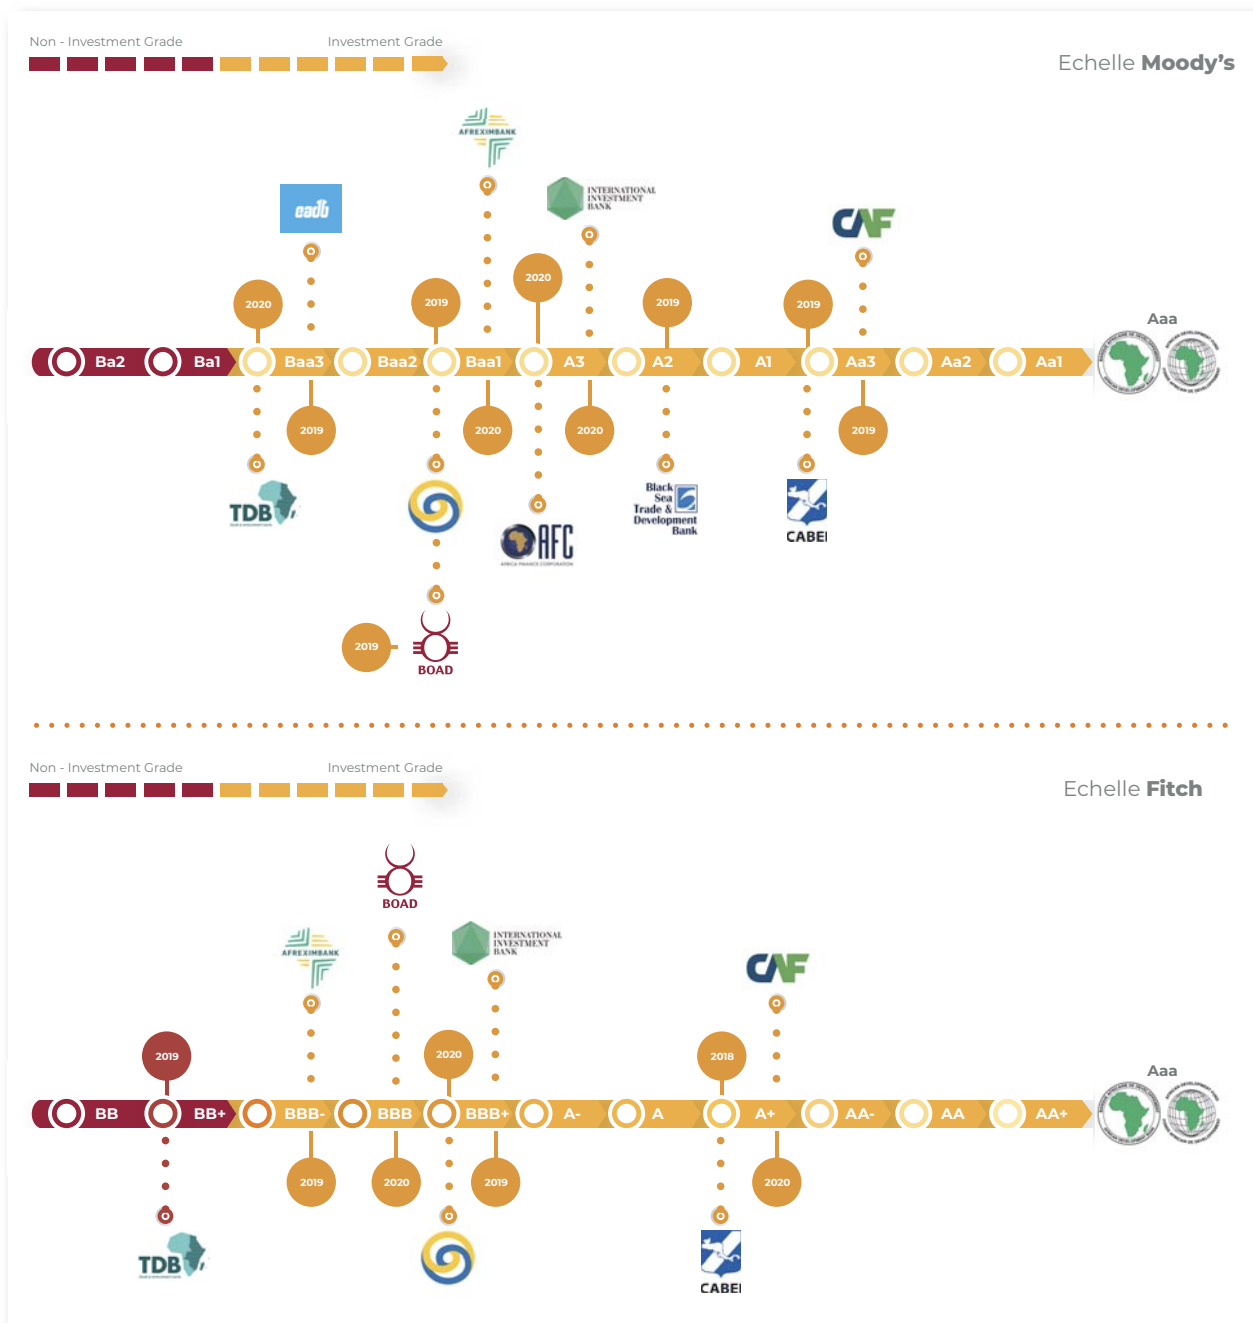 Non - Investment Grade
Investment Grade
Echelle Moody's
AFREXIMBANK
INTERNATIONAL
INVESTMENT
BANK
eadb
CAF
2020
2019
2020
2019
2019
Aaa
Ba2
Ba1
Baa3
Baa2
Baa1
A3
A2
A1
Aa3
Aa2
Aa1
2019
2020
2020
2019
TDB
AFC
AFRICA FINANCE CORPORATION
Black
Sea
Trade &
Development
Bank
CABEI
2019
BOAD
Non - Investment Grade
Investment Grade
Echelle Fitch
BOAD
AFREXIMBANK
INTERNATIONAL
INVESTMENT
BANK
CAF
2019
2020
2018
Aaa
BB
BB+
BBB-
BBB
BBB+
A-
A
A+
AA-
AA
AA+
2019
2020
2019
2020
TDB
CABEI